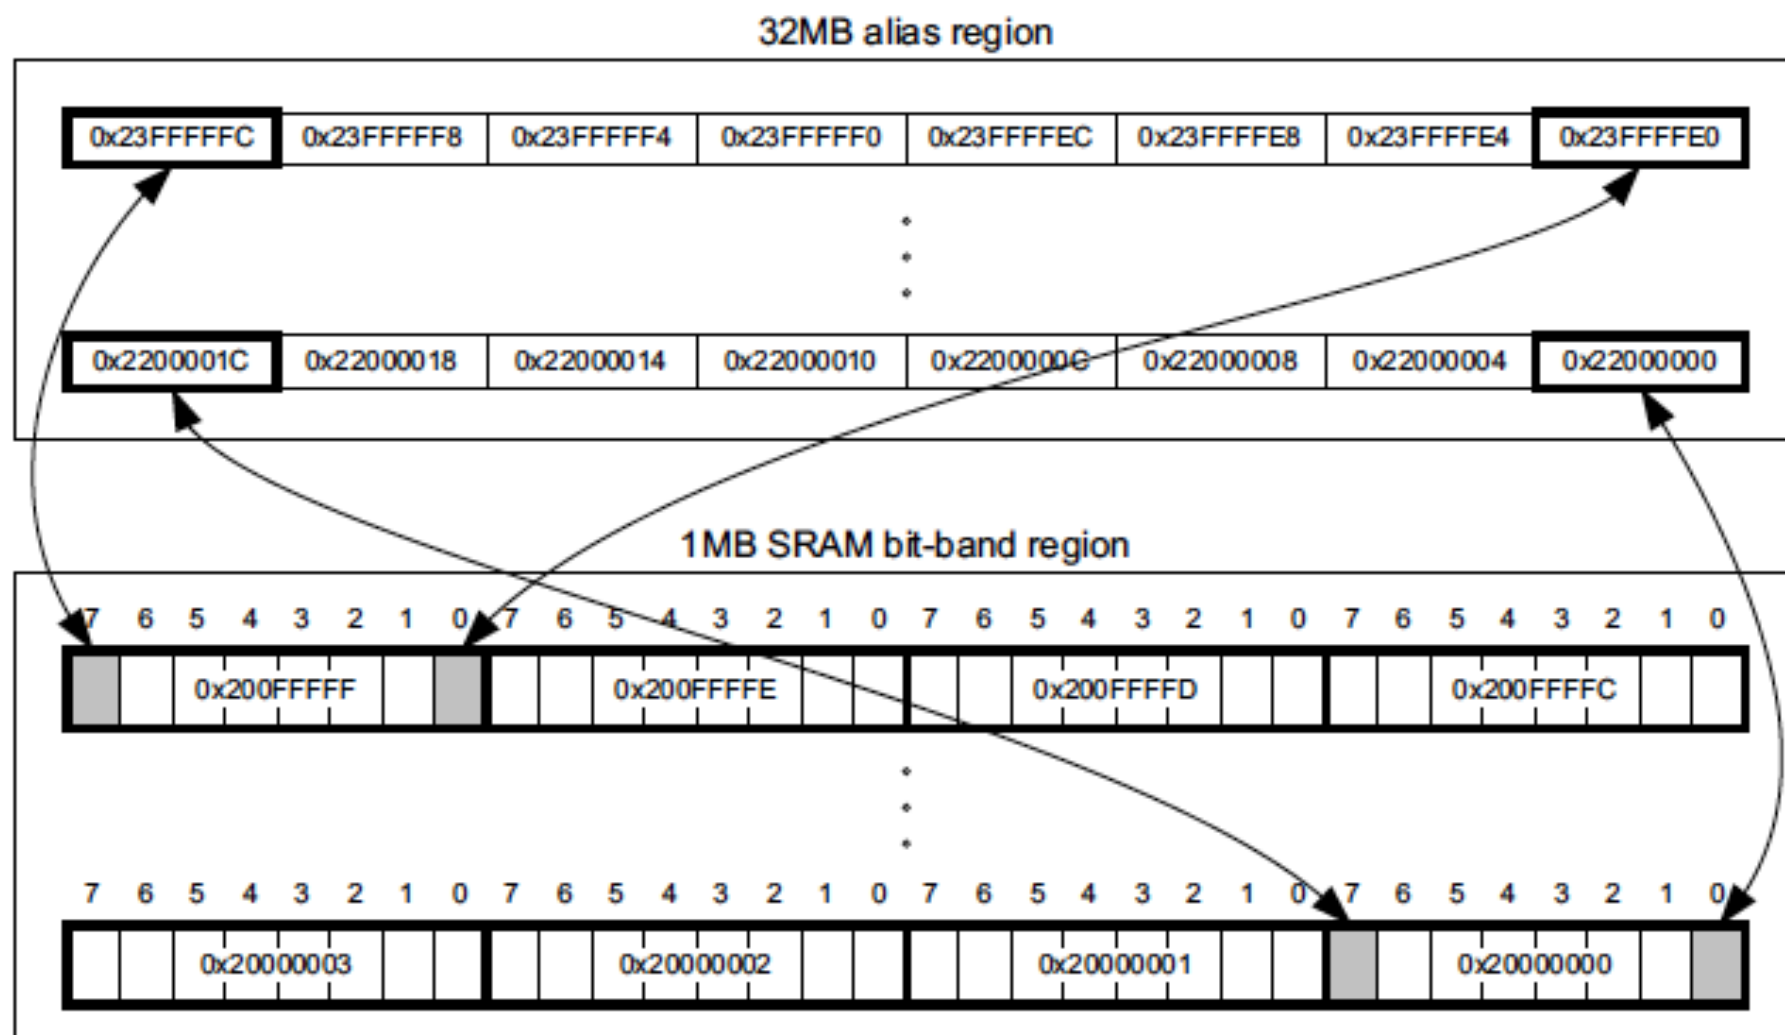 32MB alias region
0x23FFFFFC 0x23FFFFF8 0x23FFFFF4 0x23FFFFF0 0x23FFFFEC 0x23FFFFE8 0x23FFFFE4 0x23FFFFE0
0x2200001C 0x22000018 0x22000014 0x22000010 0x2200000C 0x22000008 0x22000004 0x22000000
1MB SRAM bit-band region
7 6 5 4 3 2 1 0 7 6 5 4 3 2 1 0 7 6 5 4 3 2 1 0 7 6 5 4 3 2 1 0
0x200FFFFF 0x200FFFFE 0x200FFFFD 0x200FFFFC
7 6 5 4 3 2 1 0 7 6 5 4 3 2 1 0 7 6 5 4 3 2 1 0 7 6 5 4 3 2 1 0
0x20000003 0x20000002 0x20000001 0x20000000